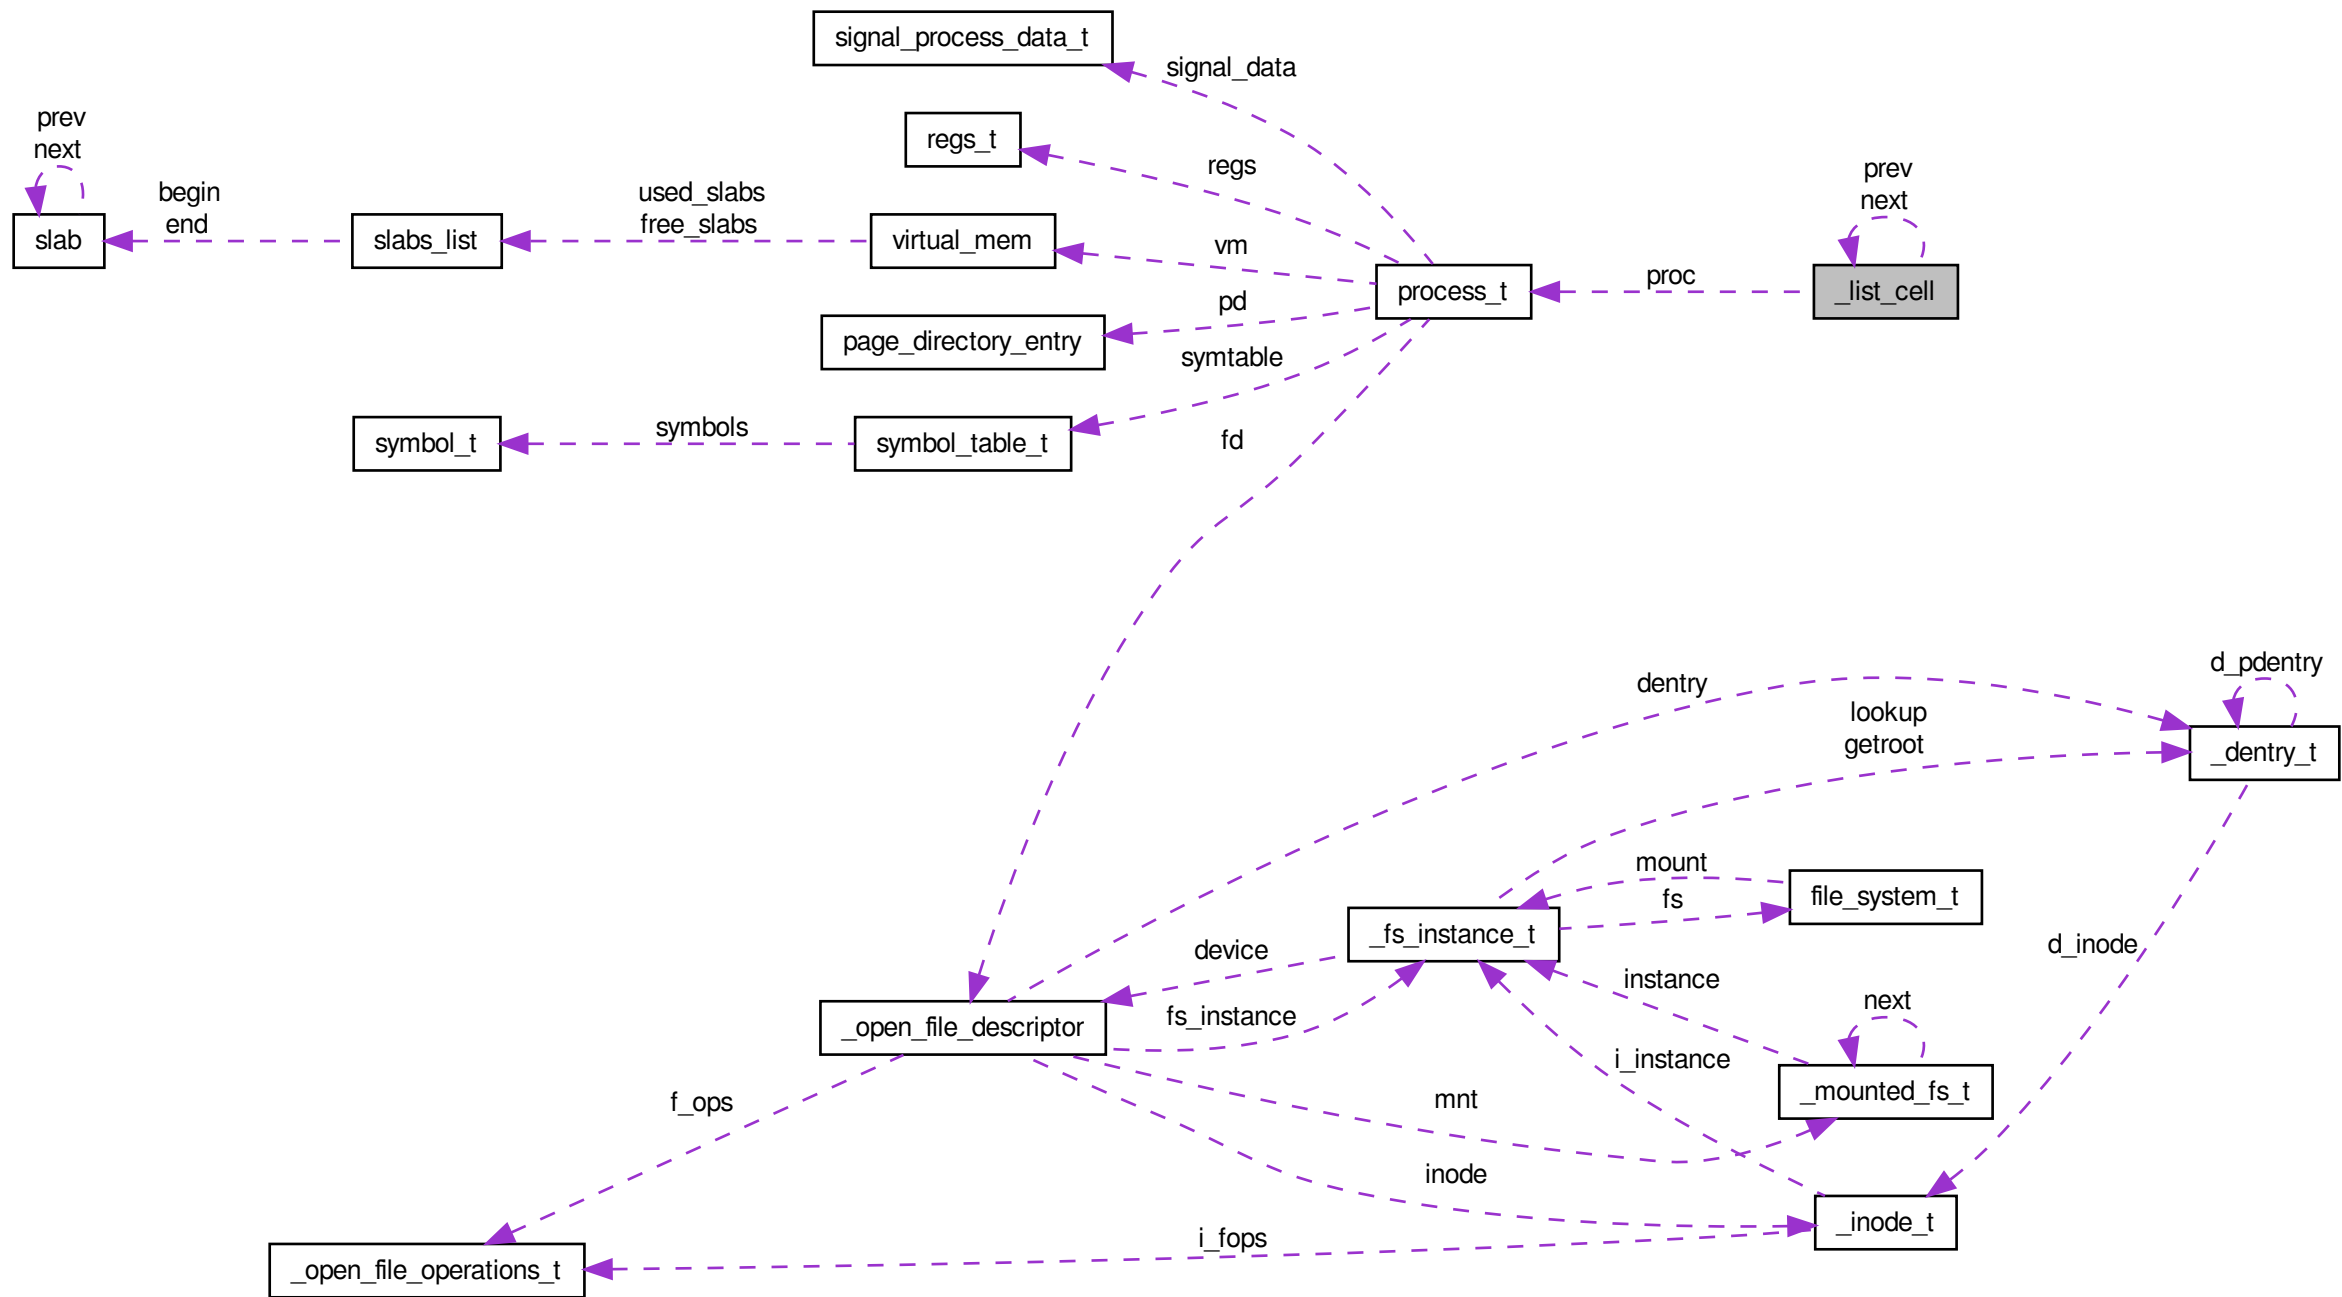 signal_process_data_t
signal_data
prev
next
regs_t
regs
prev
next
begin
end
used_slabs
free_slabs
slab
slabs_list
virtual_mem
vm
process_t
proc
_list_cell
pd
page_directory_entry
symtable
symbol_t
symbols
symbol_table_t
fd
d_pdentry
dentry
lookup
getroot
_dentry_t
mount
file_system_t
fs
_fs_instance_t
device
d_inode
instance
next
_open_file_descriptor
fs_instance
i_instance
_mounted_fs_t
f_ops
mnt
inode
_inode_t
i_fops
_open_file_operations_t